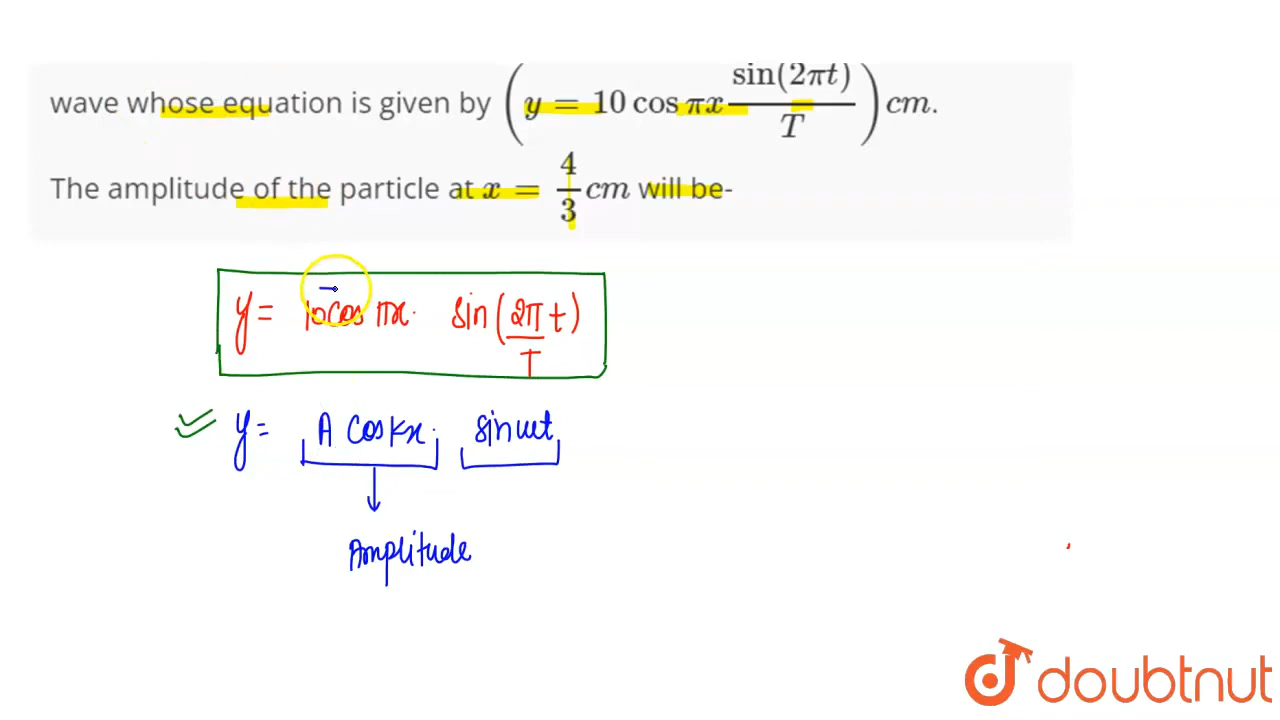 wave whose equation is given by (y = 10 cos πx sin(2πt)/T) cm.
The amplitude of the particle at x = 4/3 cm will be-
y = 10cos πx. sin(2π/T t)
y = A cos kx. sin ωt
Amplitude
doubtnut